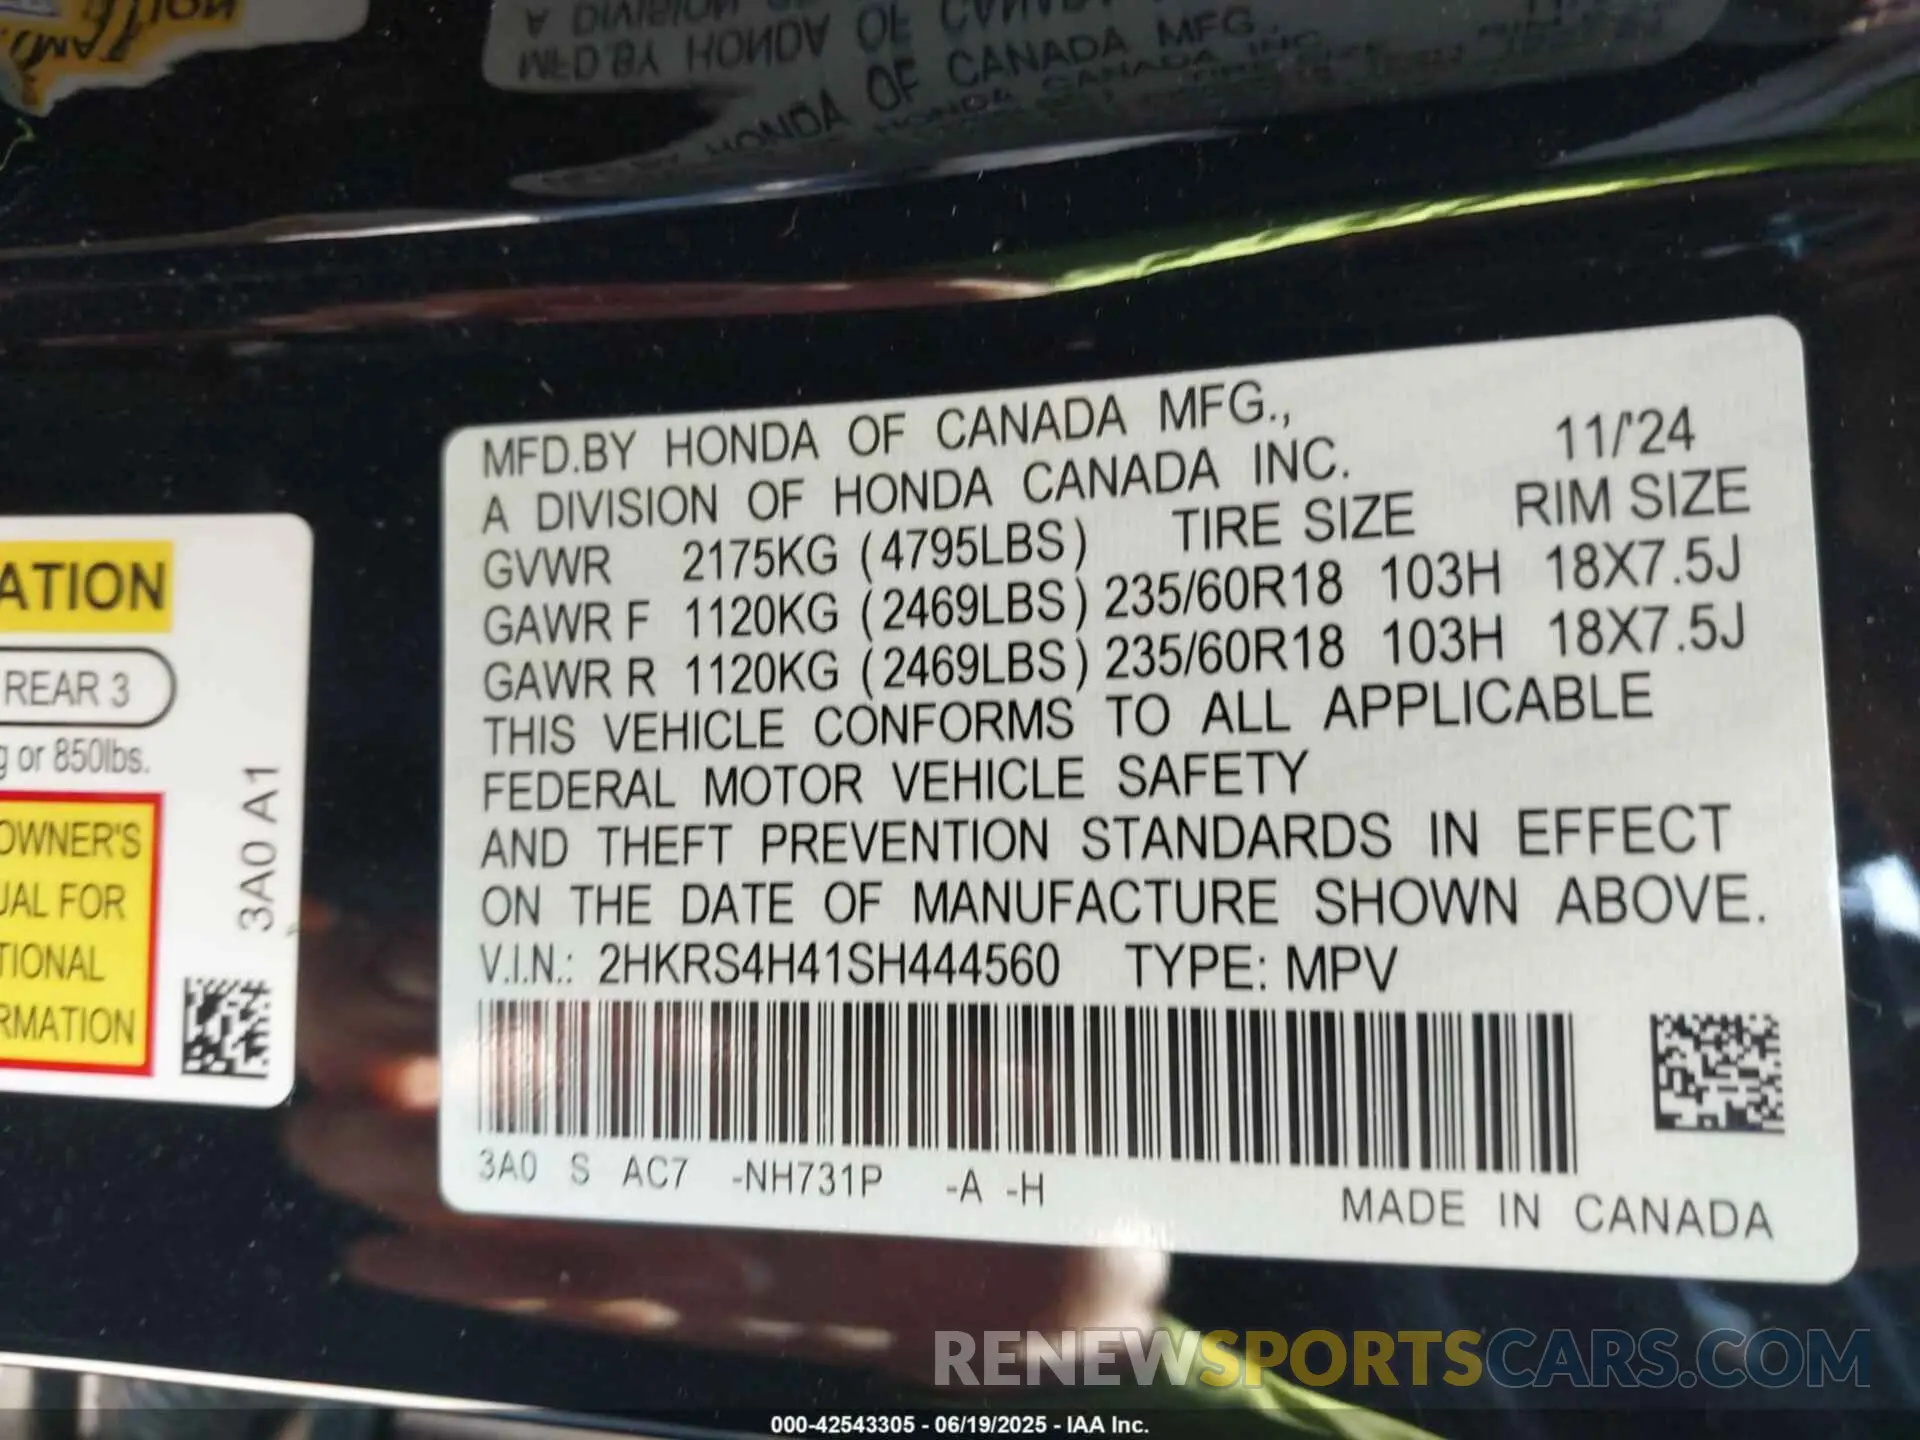 HONDA OF CANADA MFG.,
MFD.BY HONDA OF CANADA MFG.,
11/'24
A DIVISION OF HONDA CANADA INC.
GVWR 2175KG (4795LBS) TIRE SIZE RIM SIZE
GAWR F 1120KG (2469LBS) 235/60R18 103H 18X7.5J
GAWR R 1120KG (2469LBS) 235/60R18 103H 18X7.5J
THIS VEHICLE CONFORMS TO ALL APPLICABLE
FEDERAL MOTOR VEHICLE SAFETY
AND THEFT PREVENTION STANDARDS IN EFFECT
ON THE DATE OF MANUFACTURE SHOWN ABOVE.
V.I.N.: 2HKRS4H41SH444560 TYPE: MPV
3A0 S AC7 -NH731P -A -H
MADE IN CANADA
ATION
REAR 3
g or 850lbs.
OWNER'S
UAL FOR
TIONAL
RMATION
3A0 A1
RENEWSPORTSCARS.COM
000-42543305 - 06/19/2025 - IAA Inc.